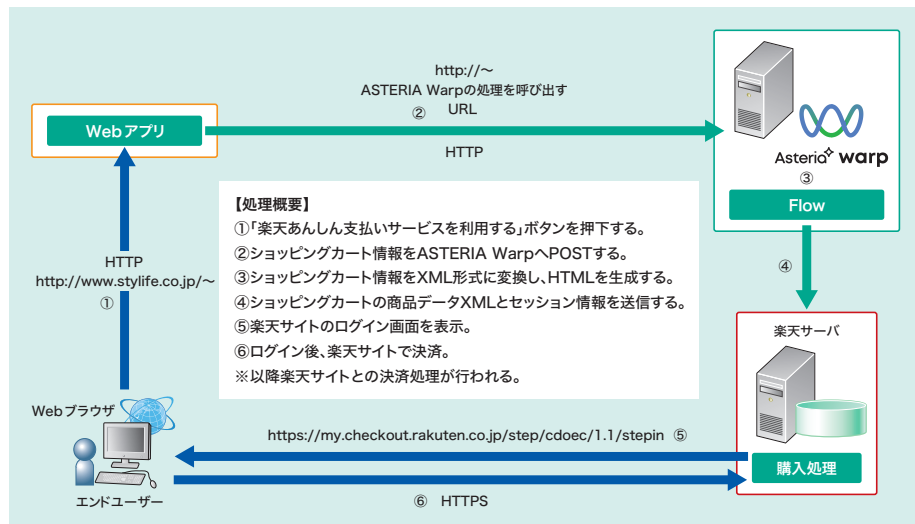 http://～
ASTERIA Warpの処理を呼び出す
② URL
HTTP
Webアプリ
Asteria warp
③
Flow
HTTP
http://www.stylife.co.jp/～
①
【処理概要】
①「楽天あんしん支払いサービスを利用する」ボタンを押下する。
②ショッピングカート情報をASTERIA WarpへPOSTする。
③ショッピングカート情報をXML形式に変換し、HTMLを生成する。
④ショッピングカートの商品データXMLとセッション情報を送信する。
⑤楽天サイトのログイン画面を表示。
⑥ログイン後、楽天サイトで決済。
※以降楽天サイトとの決済処理が行われる。
④
楽天サーバ
購入処理
Webブラウザ
エンドユーザー
https://my.checkout.rakuten.co.jp/step/cdoec/1.1/stepin ⑤
⑥ HTTPS